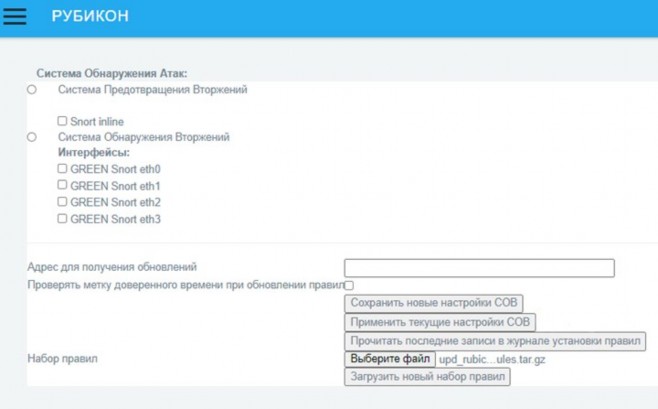 РУБИКОН
Система Обнаружения Атак:
Система Предотвращения Вторжений
Snort inline
Система Обнаружения Вторжений
Интерфейсы:
GREEN Snort eth0
GREEN Snort eth1
GREEN Snort eth2
GREEN Snort eth3
Адрес для получения обновлений
Проверять метку доверенного времени при обновлении правил
Сохранить новые настройки СОВ
Применить текущие настройки СОВ
Прочитать последние записи в журнале установки правил
Набор правил Выберите файл upd_rubic...ules.tar.gz
Загрузить новый набор правил